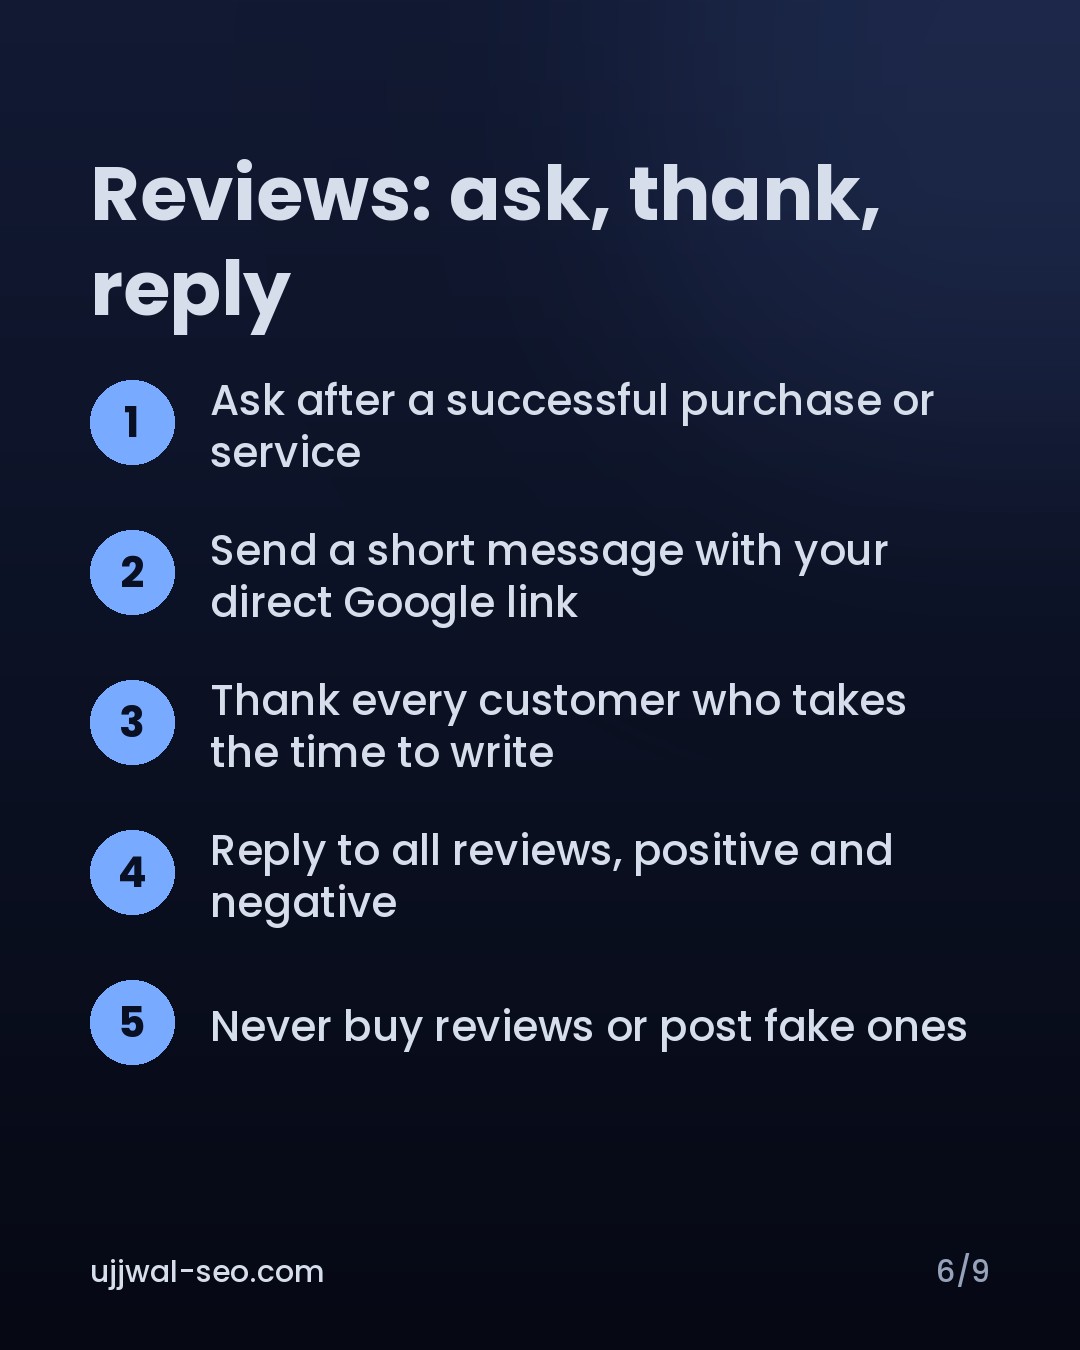 Reviews: ask, thank,
reply
1
Ask after a successful purchase or
service
2
Send a short message with your
direct Google link
3
Thank every customer who takes
the time to write
4
Reply to all reviews, positive and
negative
5
Never buy reviews or post fake ones
ujjwal-seo.com
6/9